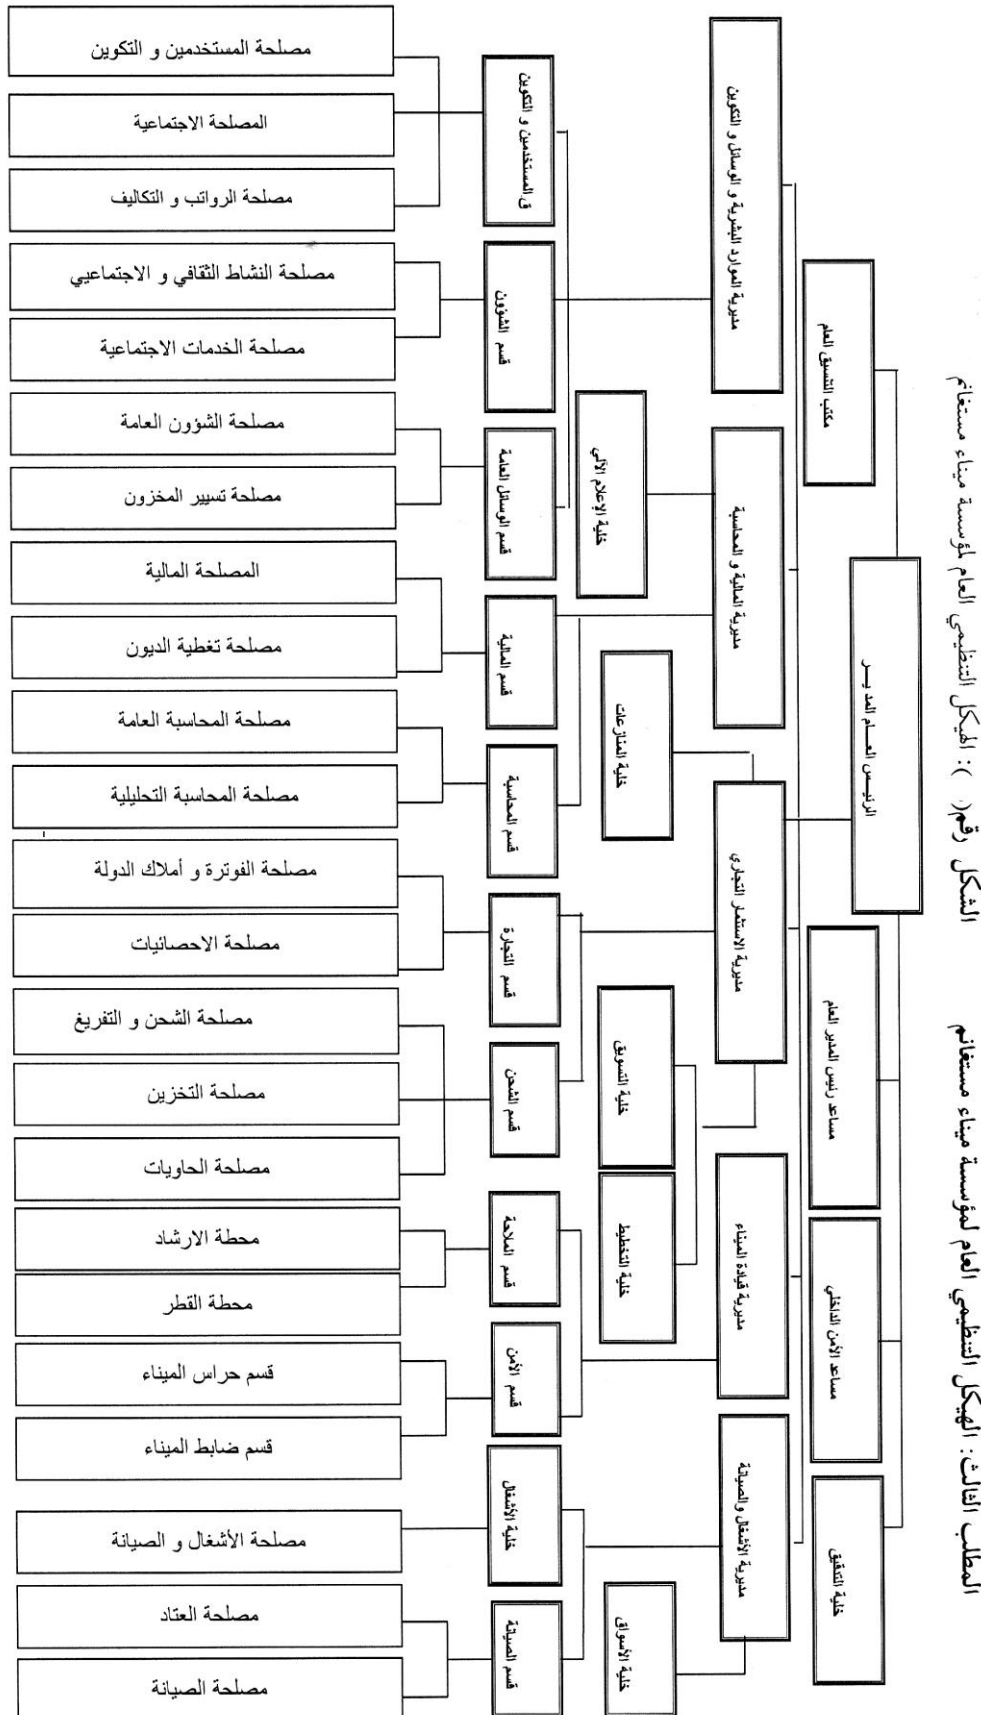 المطلب الثالث: الهيكل التنظيمي العام لمؤسسة ميناء مستغانم
الشكل رقم( ): الهيكل التنظيمي العام لمؤسسة ميناء مستغانم
الرئيس العام المدير
مكتب التنسيق العام
مساعد رئيس المدير العام
مساعد الأمن الداخلي
خلية التدقيق
مديرية الموارد البشرية و الوسائل و التكوين
مديرية المالية و المحاسبة
مديرية الاستثمار التجاري
مديرية قيادة الميناء
مديرية الأشغال والصيانة
خلية الإعلام الآلي
خلية المنازعات
خلية التسويق
خلية التخطيط
خلية الأسواق
ق المستخدمين و التكوين
قسم الشؤون
قسم الوسائل العامة
قسم المالية
قسم المحاسبة
قسم التجارة
قسم الشحن
قسم الملاحة
قسم الأمن
خلية الأشغال
قسم الصيانة
مصلحة المستخدمين و التكوين
المصلحة الاجتماعية
مصلحة الرواتب و التكاليف
مصلحة النشاط الثقافي و الاجتماعيي
مصلحة الخدمات الاجتماعية
مصلحة الشؤون العامة
مصلحة تسيير المخزون
المصلحة المالية
مصلحة تغطية الديون
مصلحة المحاسبة العامة
مصلحة المحاسبة التحليلية
مصلحة الفوترة و أملاك الدولة
مصلحة الاحصائيات
مصلحة الشحن و التفريغ
مصلحة التخزين
مصلحة الحاويات
محطة الارشاد
محطة القطر
قسم حراس الميناء
قسم ضابط الميناء
مصلحة الأشغال و الصيانة
مصلحة العتاد
مصلحة الصيانة